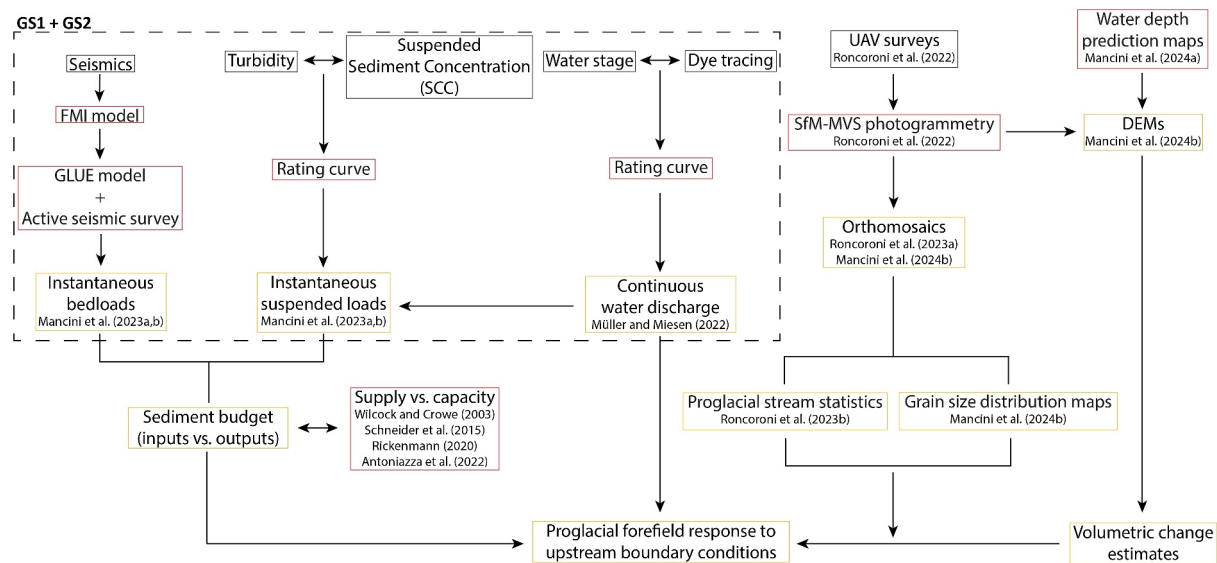 GS1 + GS2
Seismics
FMI model
GLUE model
+
Active seismic survey
Instantaneous
bedloads
Mancini et al. (2023a,b)
Turbidity
Suspended
Sediment Concentration
(SCC)
Rating curve
Instantaneous
suspended loads
Mancini et al. (2023a,b)
Water stage
Dye tracing
Rating curve
Continuous
water discharge
Müller and Miesen (2022)
UAV surveys
Roncoroni et al. (2022)
SfM-MVS photogrammetry
Roncoroni et al. (2022)
Orthomosaics
Roncoroni et al. (2023a)
Mancini et al. (2024b)
Water depth
prediction maps
Mancini et al. (2024a)
DEMs
Mancini et al. (2024b)
Sediment budget
(inputs vs. outputs)
Supply vs. capacity
Wilcock and Crowe (2003)
Schneider et al. (2015)
Rickenmann (2020)
Antoniazza et al. (2022)
Proglacial stream statistics
Roncoroni et al. (2023b)
Grain size distribution maps
Mancini et al. (2024b)
Proglacial forefield response to
upstream boundary conditions
Volumetric change
estimates